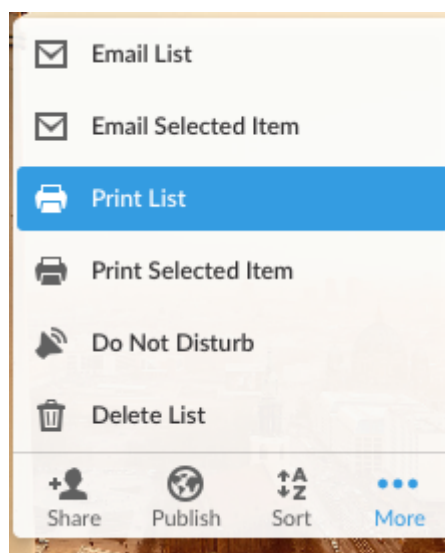 Email List
Email Selected Item
Print List
Print Selected Item
Do Not Disturb
Delete List
Share Publish Sort More